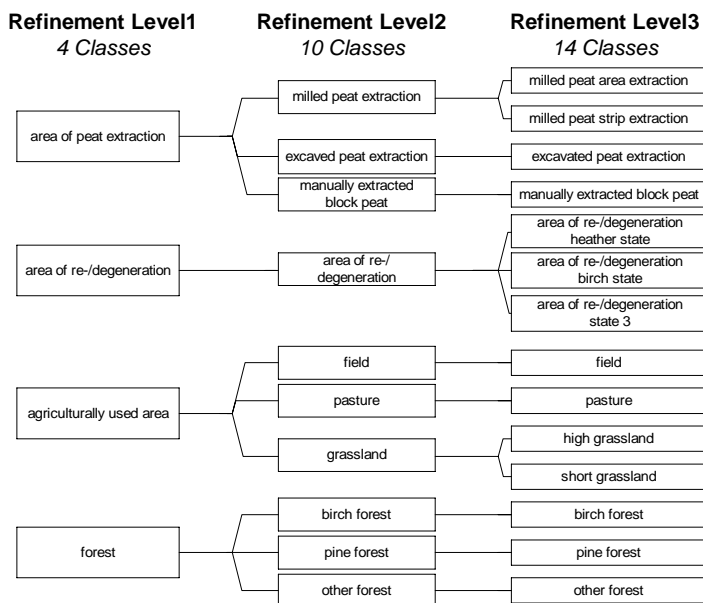 Refinement Level1
4 Classes
Refinement Level2
10 Classes
Refinement Level3
14 Classes
area of peat extraction
milled peat extraction
milled peat area extraction
milled peat strip extraction
excaved peat extraction
excavated peat extraction
manually extracted
block peat
manually extracted block peat
area of re-/degeneration
area of re-/
degeneration
area of re-/degeneration
heather state
area of re-/degeneration
birch state
area of re-/degeneration
state 3
agriculturally used area
field
field
pasture
pasture
grassland
high grassland
short grassland
forest
birch forest
birch forest
pine forest
pine forest
other forest
other forest